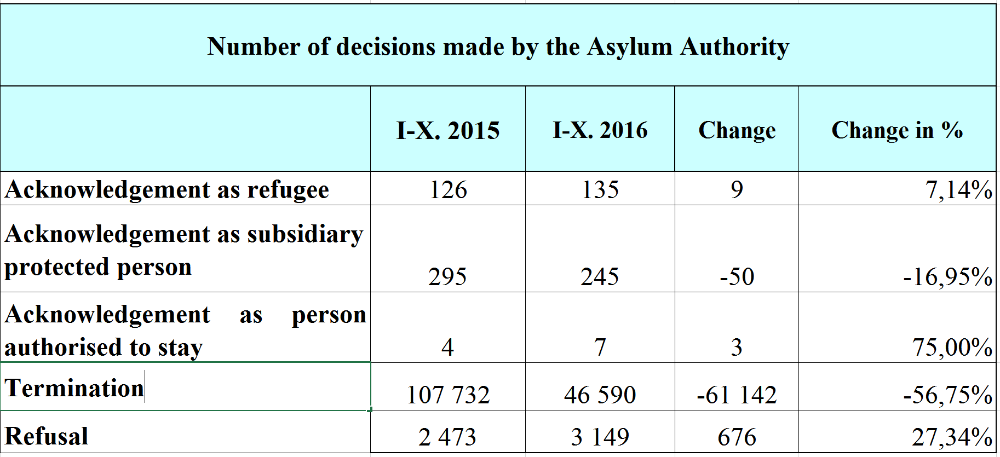 Number of decisions made by the Asylum Authority
I-X. 2015 I-X. 2016 Change Change in %
Acknowledgement as refugee 126 135 9 7,14%
Acknowledgement as subsidiary
protected person 295 245 -50 -16,95%
Acknowledgement as person
authorised to stay 4 7 3 75,00%
Termination 107 732 46 590 -61 142 -56,75%
Refusal 2 473 3 149 676 27,34%